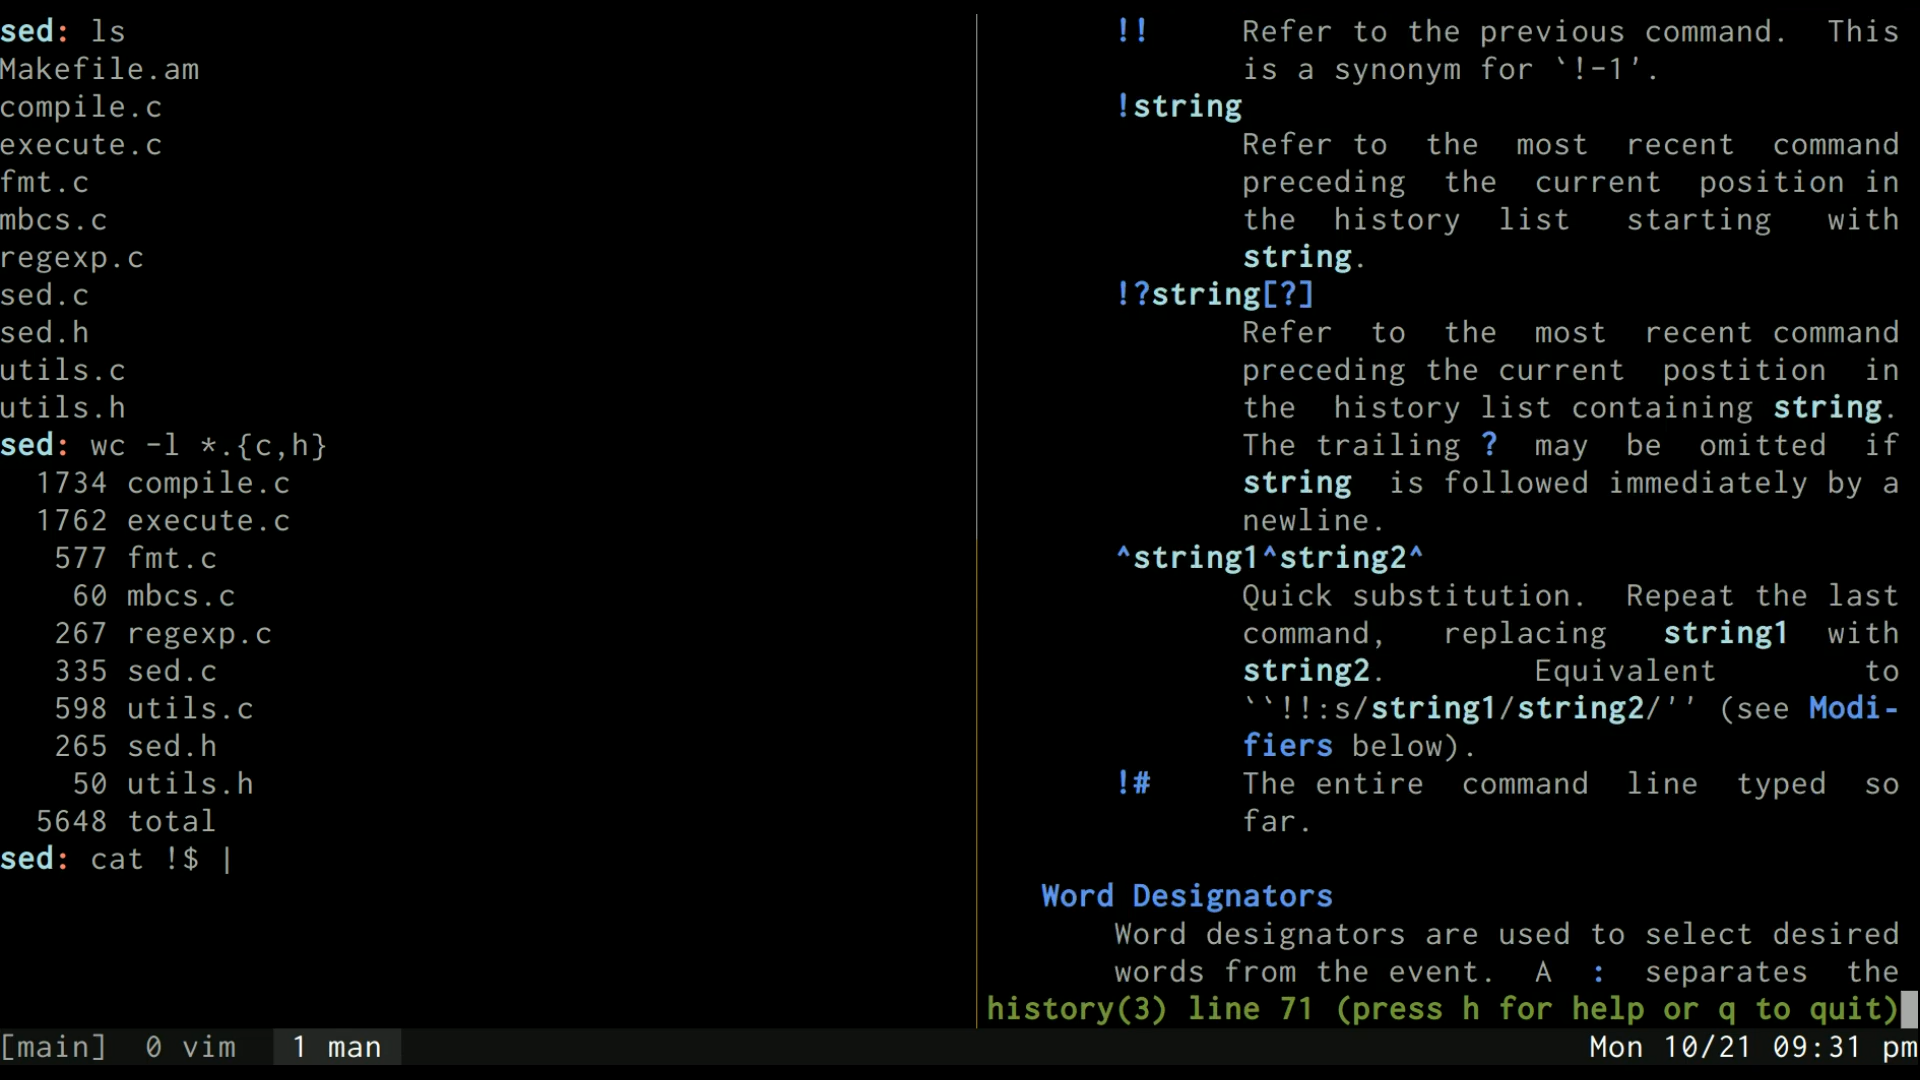 sed: ls
Makefile.am
compile.c
execute.c
fmt.c
mbcs.c
regexp.c
sed.c
sed.h
utils.c
utils.h
sed: wc -l *.{c,h}
1734 compile.c
1762 execute.c
577 fmt.c
60 mbcs.c
267 regexp.c
335 sed.c
598 utils.c
265 sed.h
50 utils.h
5648 total
sed: cat !$ |
!! Refer to the previous command. This
is a synonym for `!-1'.
!string
Refer to the most recent command
preceding the current position in
the history list starting with
string.
!?string[?]
Refer to the most recent command
preceding the current postition in
the history list containing string.
The trailing ? may be omitted if
string is followed immediately by a
newline.
^string1^string2^
Quick substitution. Repeat the last
command, replacing string1 with
string2. Equivalent to
``!!:s/string1/string2/'' (see Modi-
fiers below).
!# The entire command line typed so
far.
Word Designators
Word designators are used to select desired
words from the event. A : separates the
history(3) line 71 (press h for help or q to quit)
[main] 0 vim 1 man Mon 10/21 09:31 pm